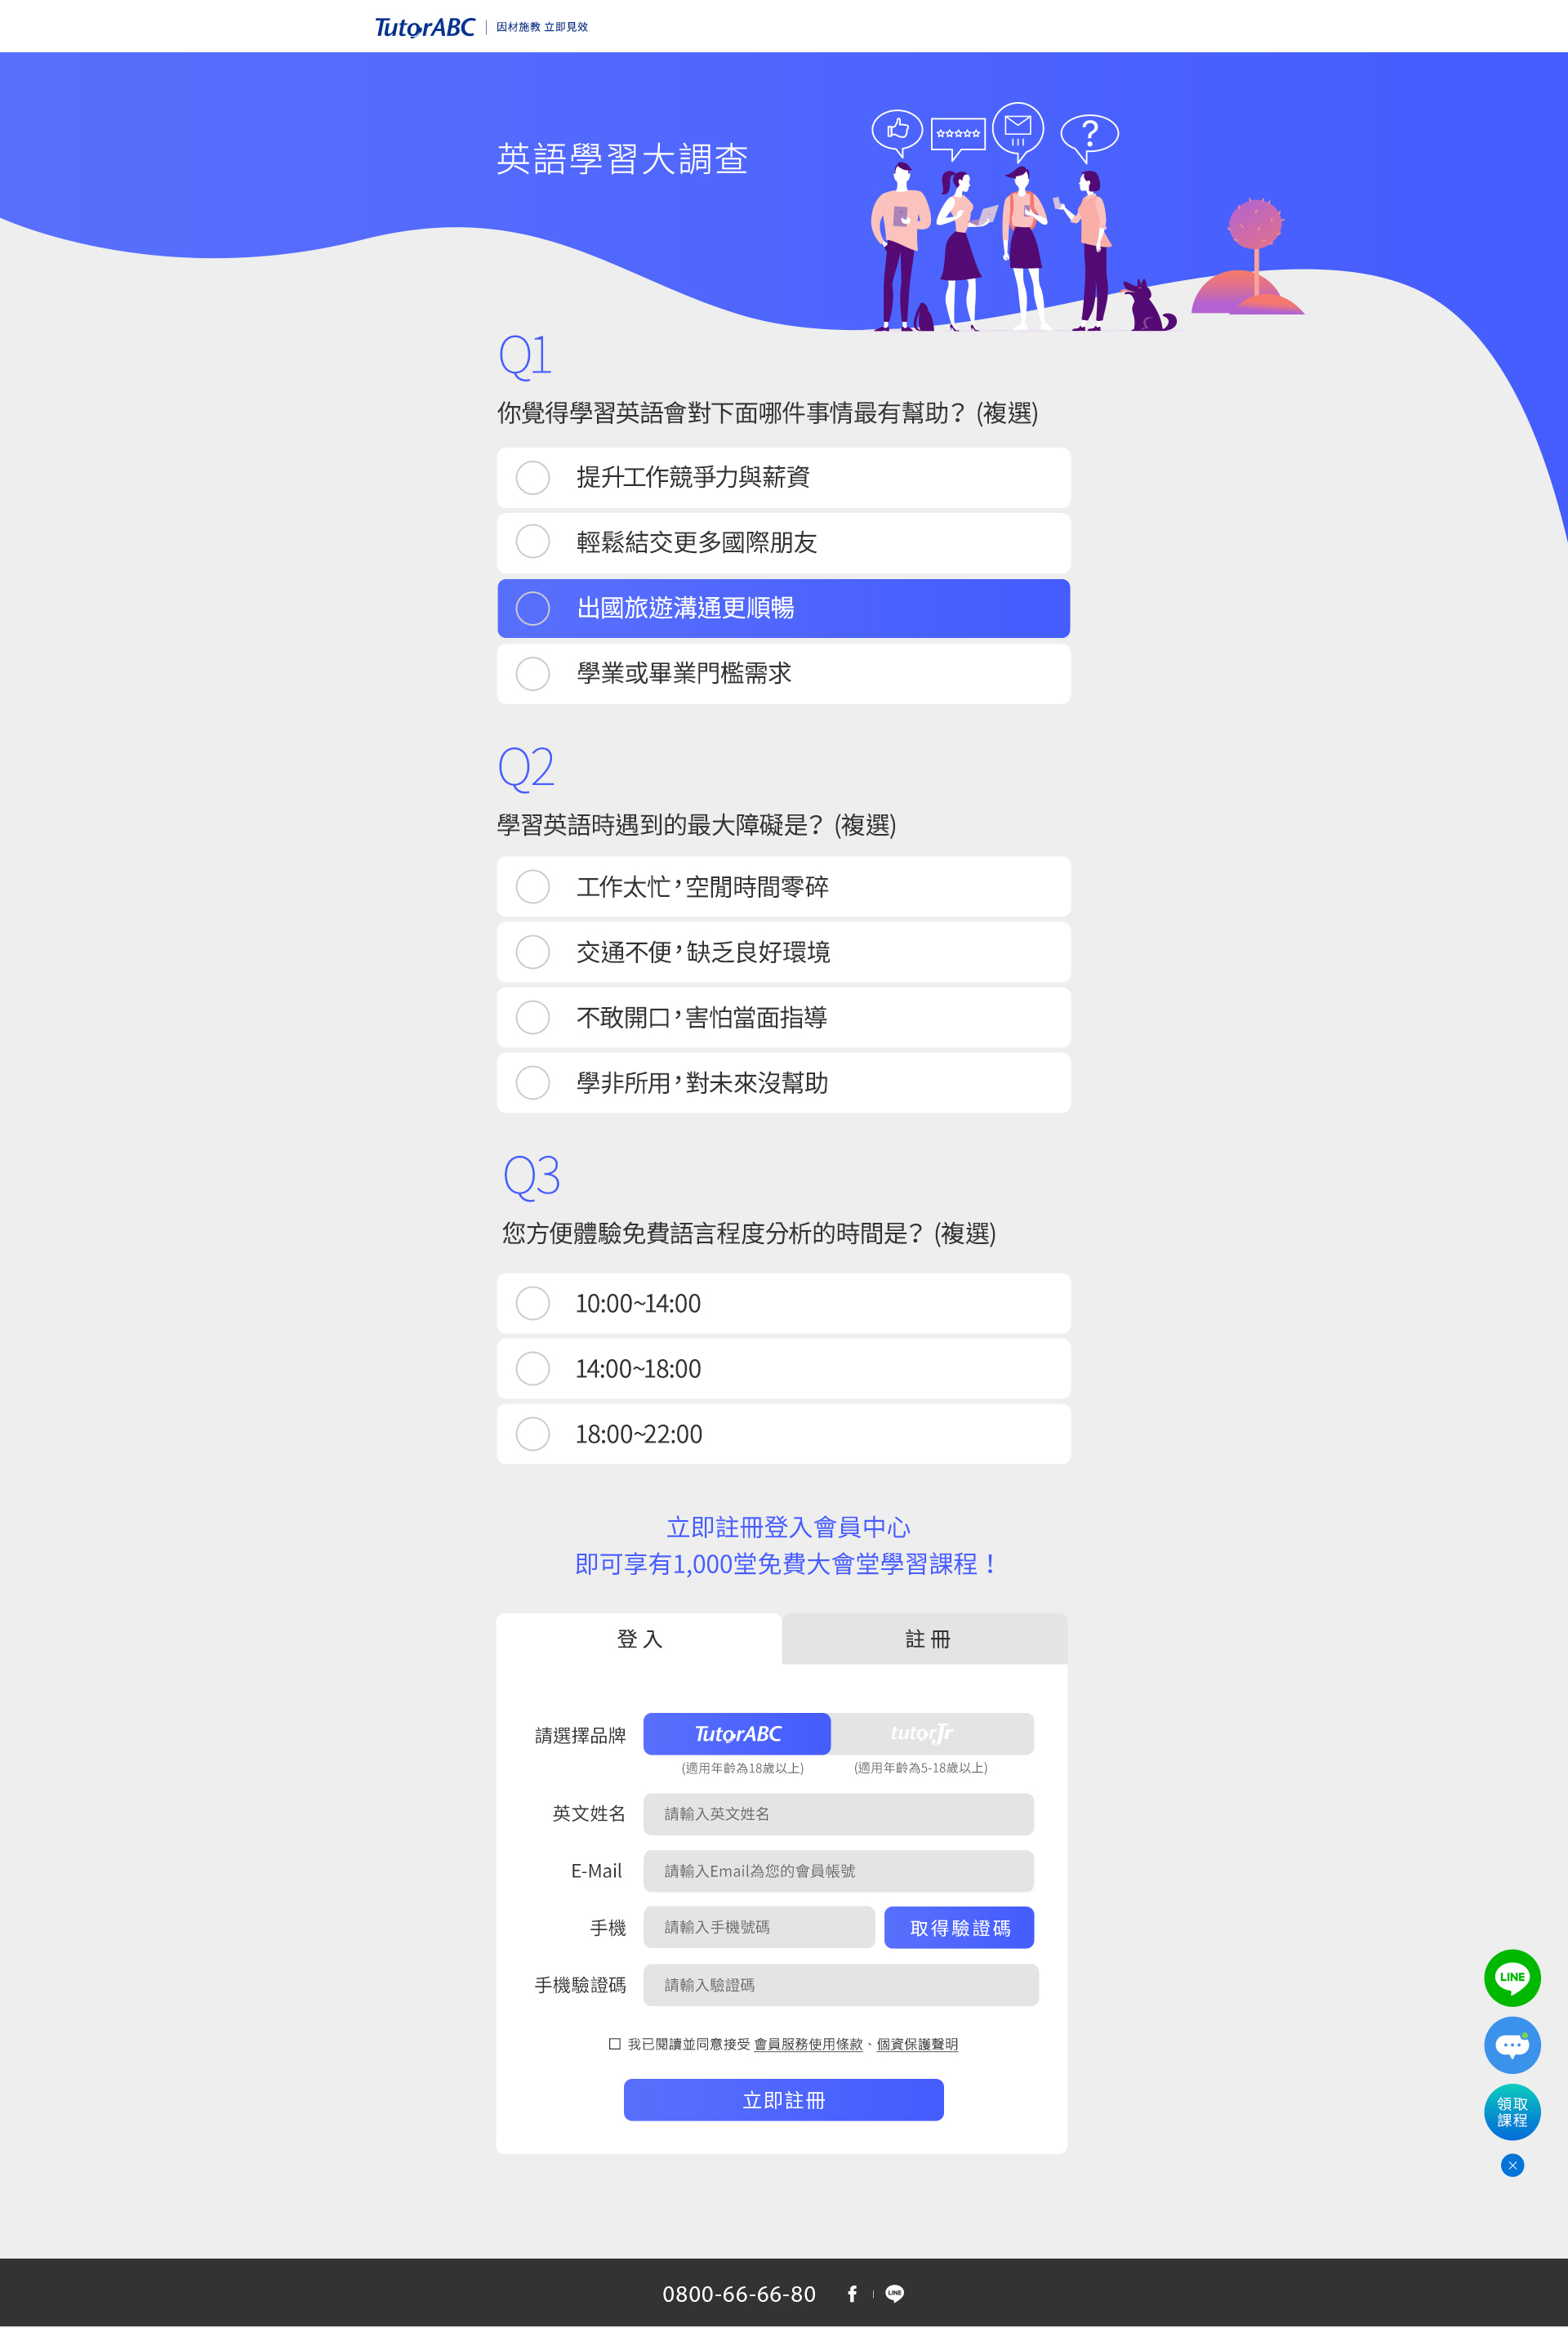 TutorABC 因材施教 立即見效
英語學習大調查
?
Q1
你覺得學習英語會對下面哪件事情最有幫助？(複選)
提升工作競爭力與薪資
輕鬆結交更多國際朋友
出國旅遊溝通更順暢
學業或畢業門檻需求
Q2
學習英語時遇到的最大障礙是？(複選)
工作太忙，空閒時間零碎
交通不便，缺乏良好環境
不敢開口，害怕當面指導
學非所用，對未來沒幫助
Q3
您方便體驗免費語言程度分析的時間是？(複選)
10:00~14:00
14:00~18:00
18:00~22:00
立即註冊登入會員中心
即可享有1,000堂免費大會堂學習課程！
登入 註冊
請選擇品牌 TutorABC tutorJr
(適用年齡為18歲以上) (適用年齡為5-18歲以上)
英文姓名 請輸入英文姓名
E-Mail 請輸入Email為您的會員帳號
手機 請輸入手機號碼 取得驗證碼
手機驗證碼 請輸入驗證碼
我已閱讀並同意接受 會員服務使用條款、個資保護聲明
立即註冊
LINE
領取
課程
0800-66-66-80 f LINE